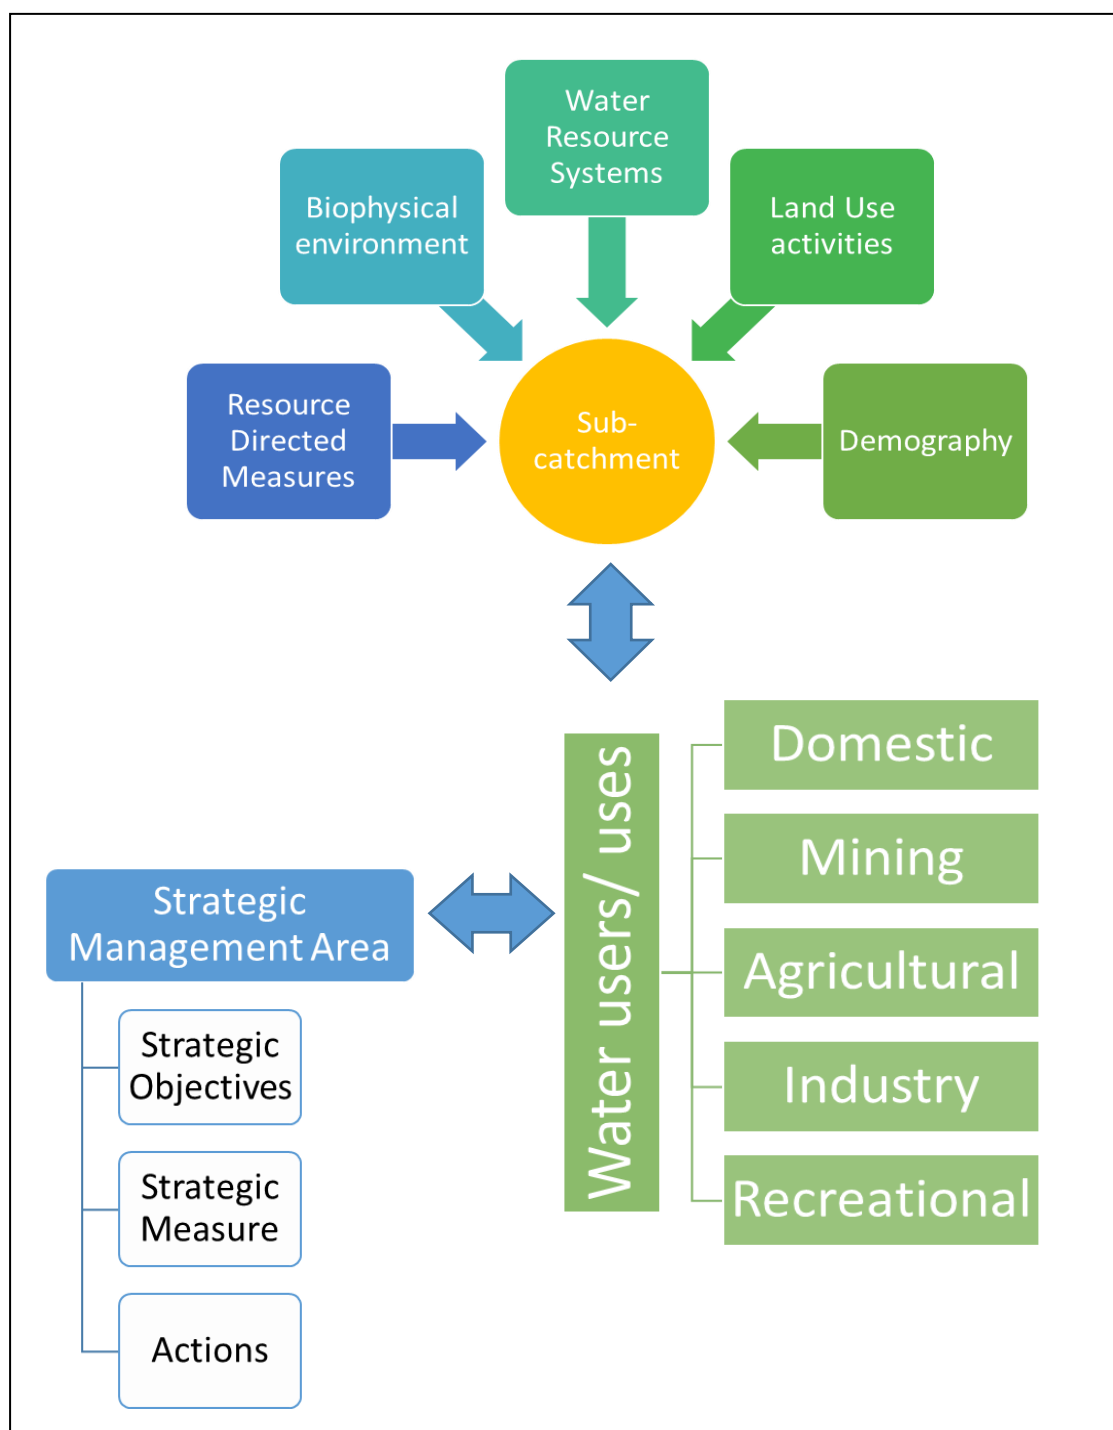 Water
Resource
Systems
Biophysical
environment
Land Use
activities
Resource
Directed
Measures
Sub-
catchment
Demography
Water users/ uses
Domestic
Mining
Agricultural
Industry
Recreational
Strategic
Management Area
Strategic
Objectives
Strategic
Measure
Actions